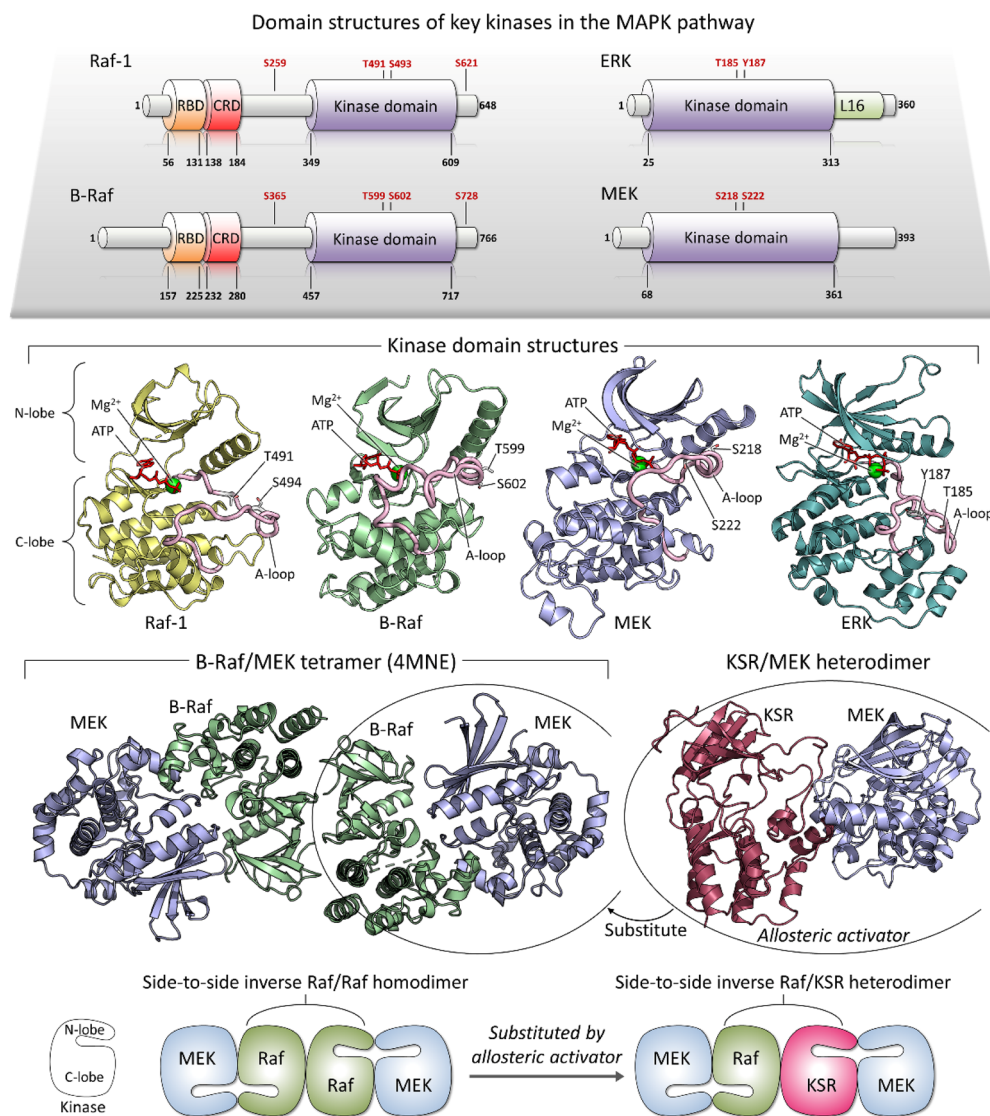 Domain structures of key kinases in the MAPK pathway
Raf-1
S259
T491 S493
S621
1
RBD
CRD
Kinase domain
648
56
131
138
184
349
609
ERK
T185 Y187
1
Kinase domain
L16
360
25
313
B-Raf
S365
T599 S602
S728
1
RBD
CRD
Kinase domain
766
157
225
232
280
457
717
MEK
S218 S222
1
Kinase domain
393
68
361
Kinase domain structures
N-lobe
C-lobe
Mg2+
ATP
T491
S494
A-loop
Raf-1
Mg2+
ATP
T599
S602
A-loop
B-Raf
ATP
Mg2+
S218
A-loop
S222
MEK
ATP
Mg2+
Y187
T185
A-loop
ERK
B-Raf/MEK tetramer (4MNE)
MEK
B-Raf
B-Raf
MEK
KSR/MEK heterodimer
KSR
MEK
Substitute
Allosteric activator
Side-to-side inverse Raf/Raf homodimer
Side-to-side inverse Raf/KSR heterodimer
N-lobe
C-lobe
Kinase
MEK
Raf
Raf
MEK
Substituted by
allosteric activator
MEK
Raf
KSR
MEK